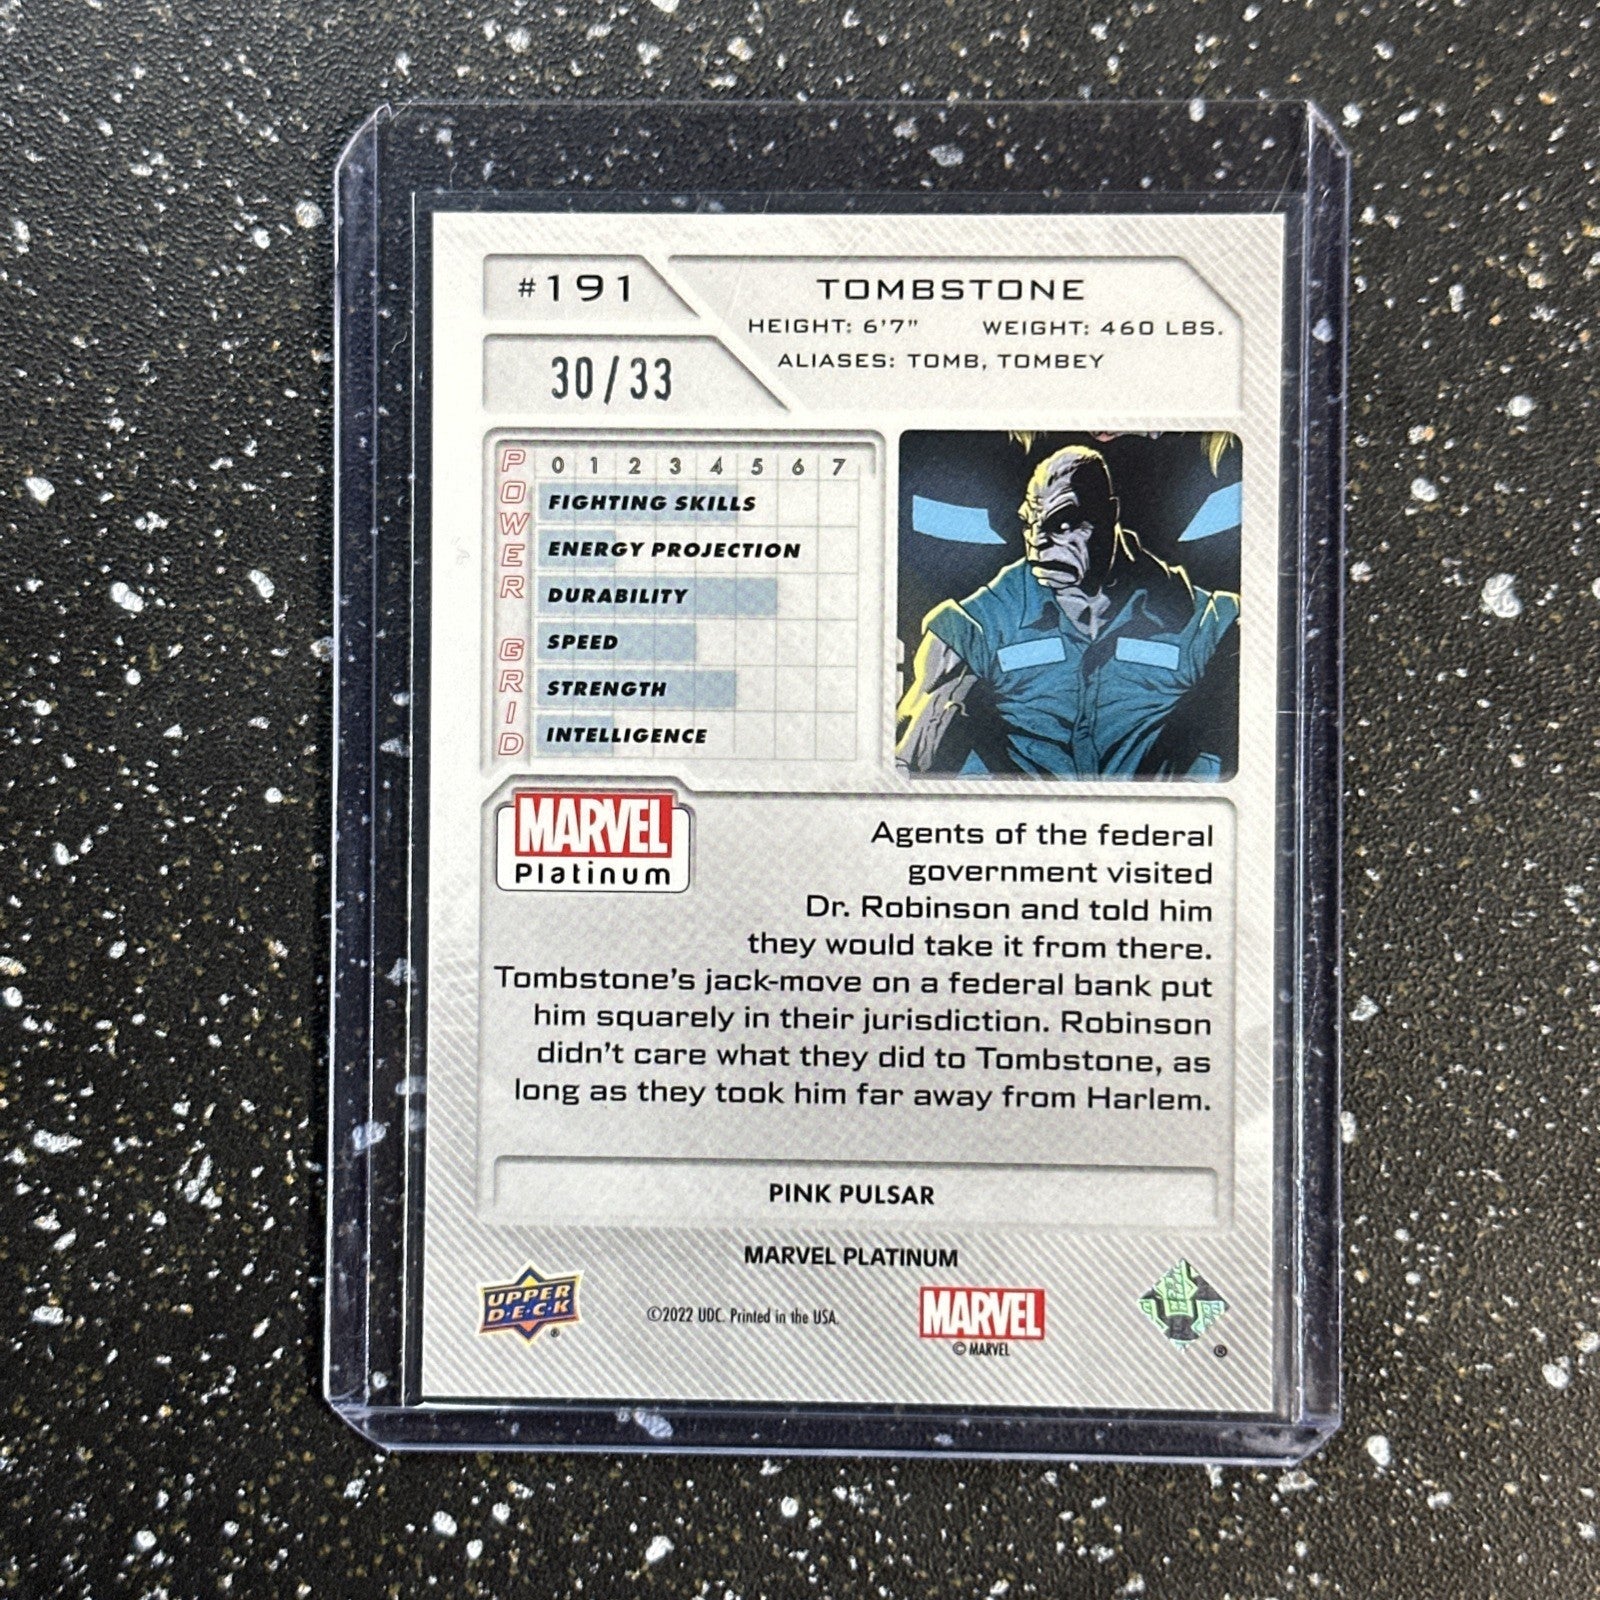 #191
TOMBSTONE
HEIGHT: 6'7" WEIGHT: 460 LBS.
ALIASES: TOMB, TOMBEY
30/33
POWER GRID
0 1 2 3 4 5 6 7
FIGHTING SKILLS
ENERGY PROJECTION
DURABILITY
SPEED
STRENGTH
INTELLIGENCE
MARVEL
Platinum
Agents of the federal
government visited
Dr. Robinson and told him
they would take it from there.
Tombstone's jack-move on a federal bank put
him squarely in their jurisdiction. Robinson
didn't care what they did to Tombstone, as
long as they took him far away from Harlem.
PINK PULSAR
MARVEL PLATINUM
UPPER
D·E·C·K
®
©2022 UDC. Printed in the USA.
MARVEL
© MARVEL
®